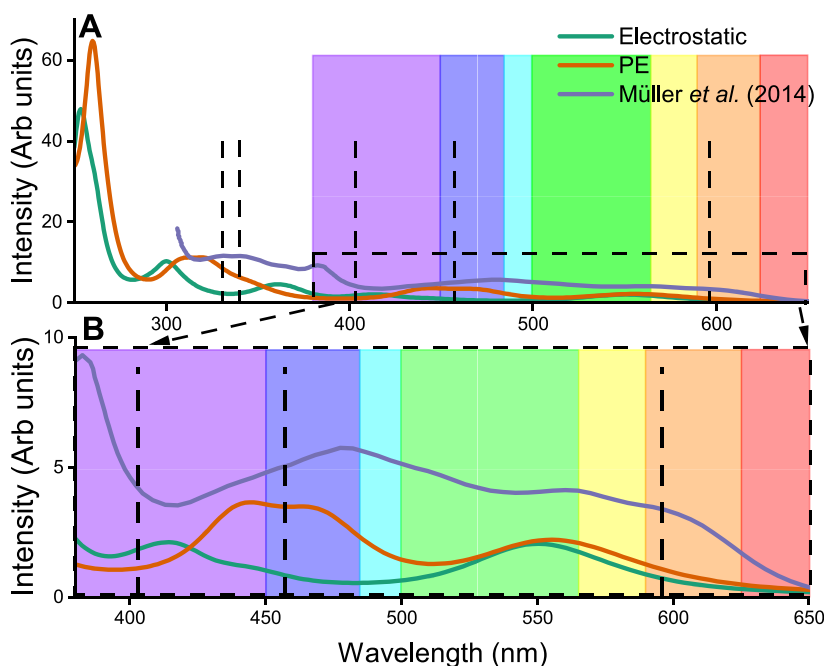 A
Electrostatic
PE
Müller et al. (2014)
Intensity (Arb units)
60
40
20
0
300
400
500
600
B
Intensity (Arb units)
10
5
0
400
450
500
550
600
650
Wavelength (nm)